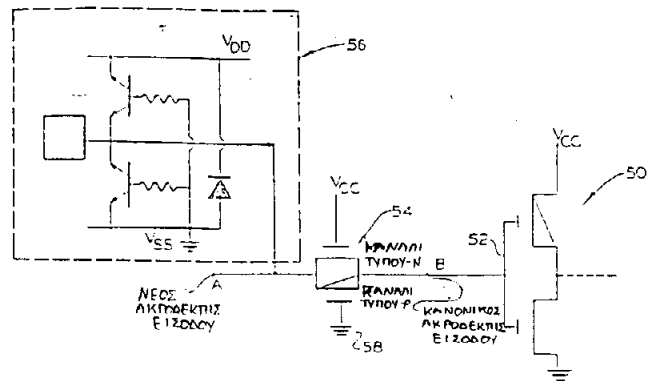 V_DD
56
V_CC
V_CC
54
50
52
ΚΑΝΑΛΙ
ΤΥΠΟΥ-Ν
V_SS
A
B
ΝΕΟΣ
ΑΚΡΟΔΕΚΤΗΣ
ΕΙΣΟΔΟΥ
ΚΑΝΑΛΙ
ΤΥΠΟΥ-Ρ
ΚΑΝΟΝΙΚΟΣ
ΑΚΡΟΔΕΚΤΗΣ
ΕΙΣΟΔΟΥ
58